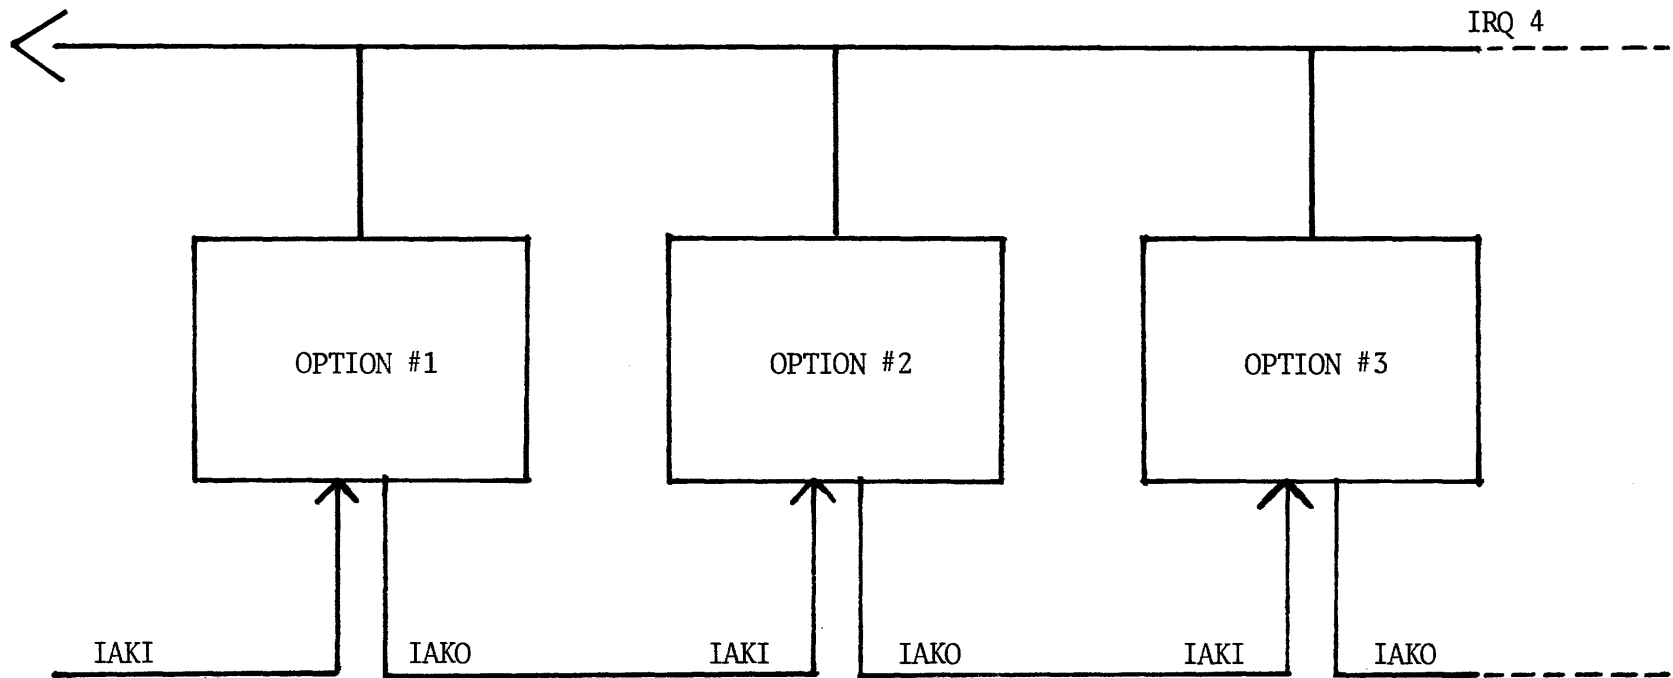 IRQ 4
OPTION #1
OPTION #2
OPTION #3
IAKI
IAKO
IAKI
IAKO
IAKI
IAKO